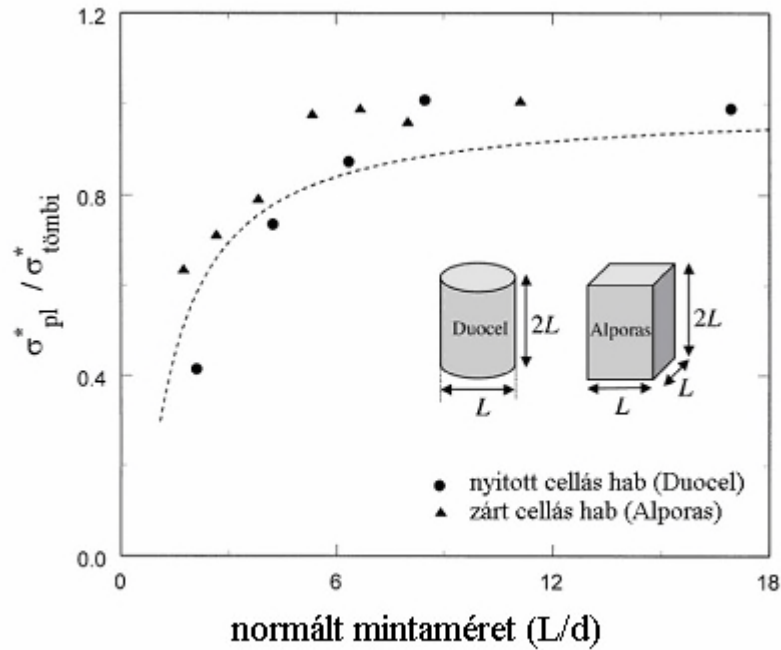 1.2
0.8
0.4
0.0
σ*pl / σ*tömbi
Duocel
2L
L
Alporas
2L
L
L
● nyitott cellás hab (Duocel)
▲ zárt cellás hab (Alporas)
0 6 12 18
normált mintaméret (L/d)